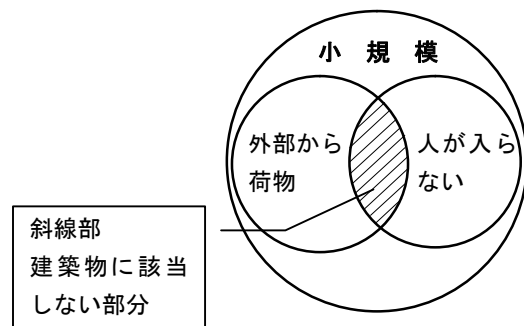 小 規 模
外部から
荷物
人が入ら
ない
斜線部
建築物に該当
しない部分